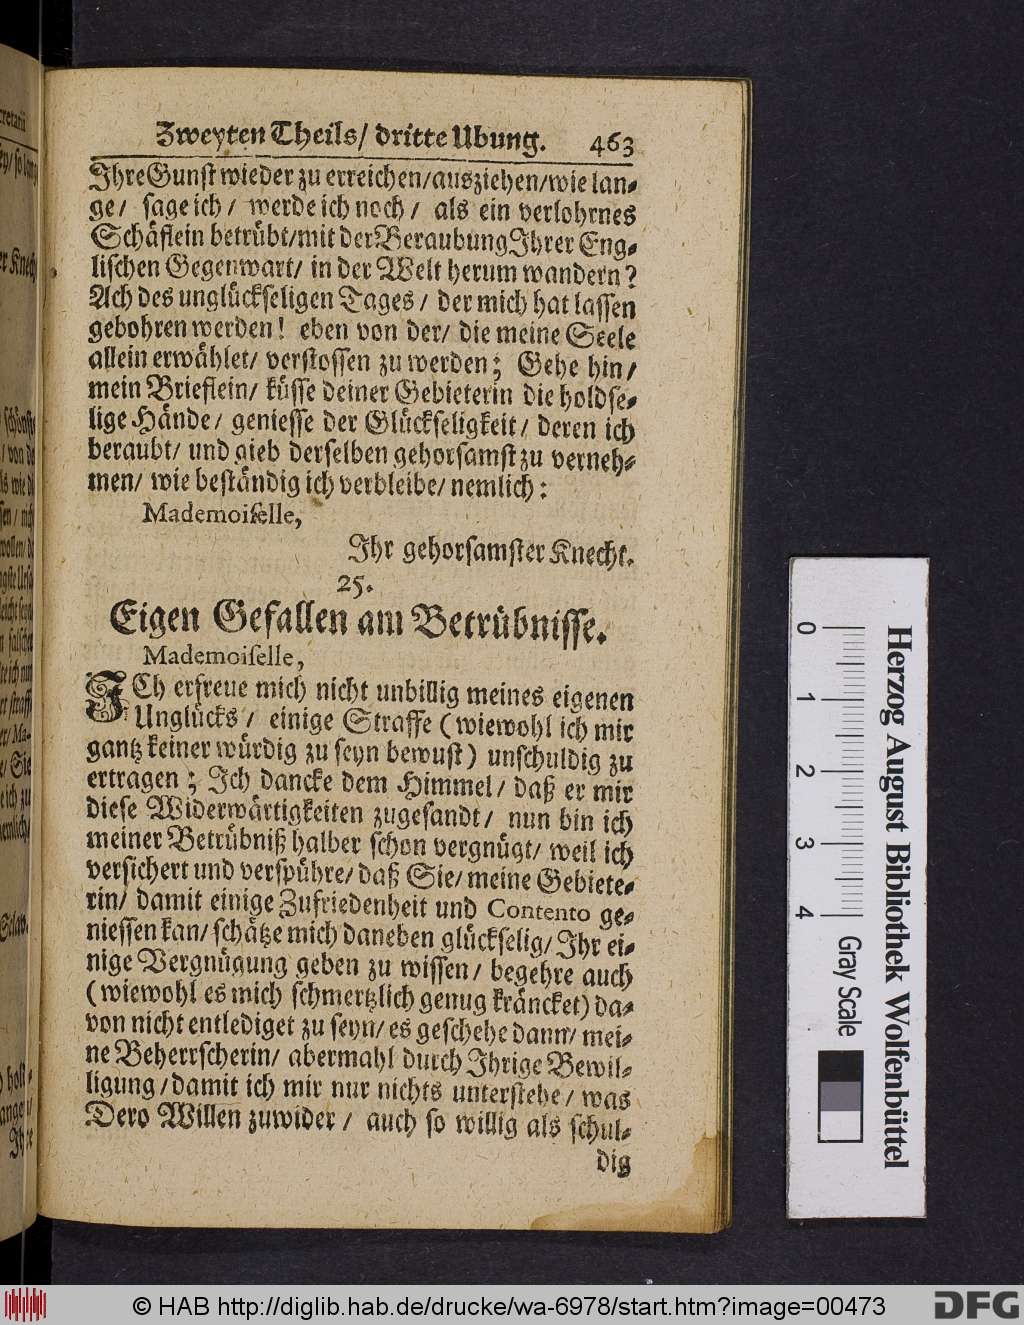 Zweyten Theils/ dritte Ubung. 463
Ihre Gunst wieder zu erreichen/ausziehen/wie lan-
ge/ sage ich/ werde ich noch/ als ein verlohrnes
Schäflein betrübt/mit der Beraubung Ihrer Eng-
lischen Gegenwart/ in der Welt herum wandern?
Ach des unglückseligen Tages/ der mich hat lassen
gebohren werden! eben von der/ die meine Seele
allein erwählet/ verstossen zu werden; Gehe hin/
mein Brieflein/ küsse deiner Gebieterin die holdse-
lige Hände/ geniesse der Glückseligkeit/ deren ich
beraubt/ und gieb derselben gehorsamst zu verneh-
men/ wie beständig ich verbleibe/ nemlich:
Mademoiselle,
Ihr gehorsamster Knecht.
25.
Eigen Gefallen am Betrübnisse.
Mademoiselle,
ICh erfreue mich nicht unbillig meines eigenen
Unglücks/ einige Straffe (wiewohl ich mir
gantz keiner würdig zu seyn bewust) unschuldig zu
ertragen; Ich dancke dem Himmel/ daß er mir
diese Widerwärtigkeiten zugesandt/ nun bin ich
meiner Betrübniß halber schon vergnügt/ weil ich
versichert und verspühre/ daß Sie/ meine Gebiete-
rin/ damit einige Zufriedenheit und Contento ge-
niessen kan/ schätze mich daneben glückselig/ Ihr ei-
nige Vergnügung geben zu wissen/ begehre auch
(wiewohl es mich schmertzlich genug kräncket) da-
von nicht entlediget zu seyn/ es geschehe dann/ mei-
ne Beherrscherin/ abermahl durch Ihrige Bewil-
ligung/ damit ich mir nur nichts unterstehe/ was
Dero Willen zuwider/ auch so willig als schul-
dig
0 1 2 3 4
Gray Scale
Herzog August Bibliothek Wolfenbüttel
© HAB http://diglib.hab.de/drucke/wa-6978/start.htm?image=00473
DFG